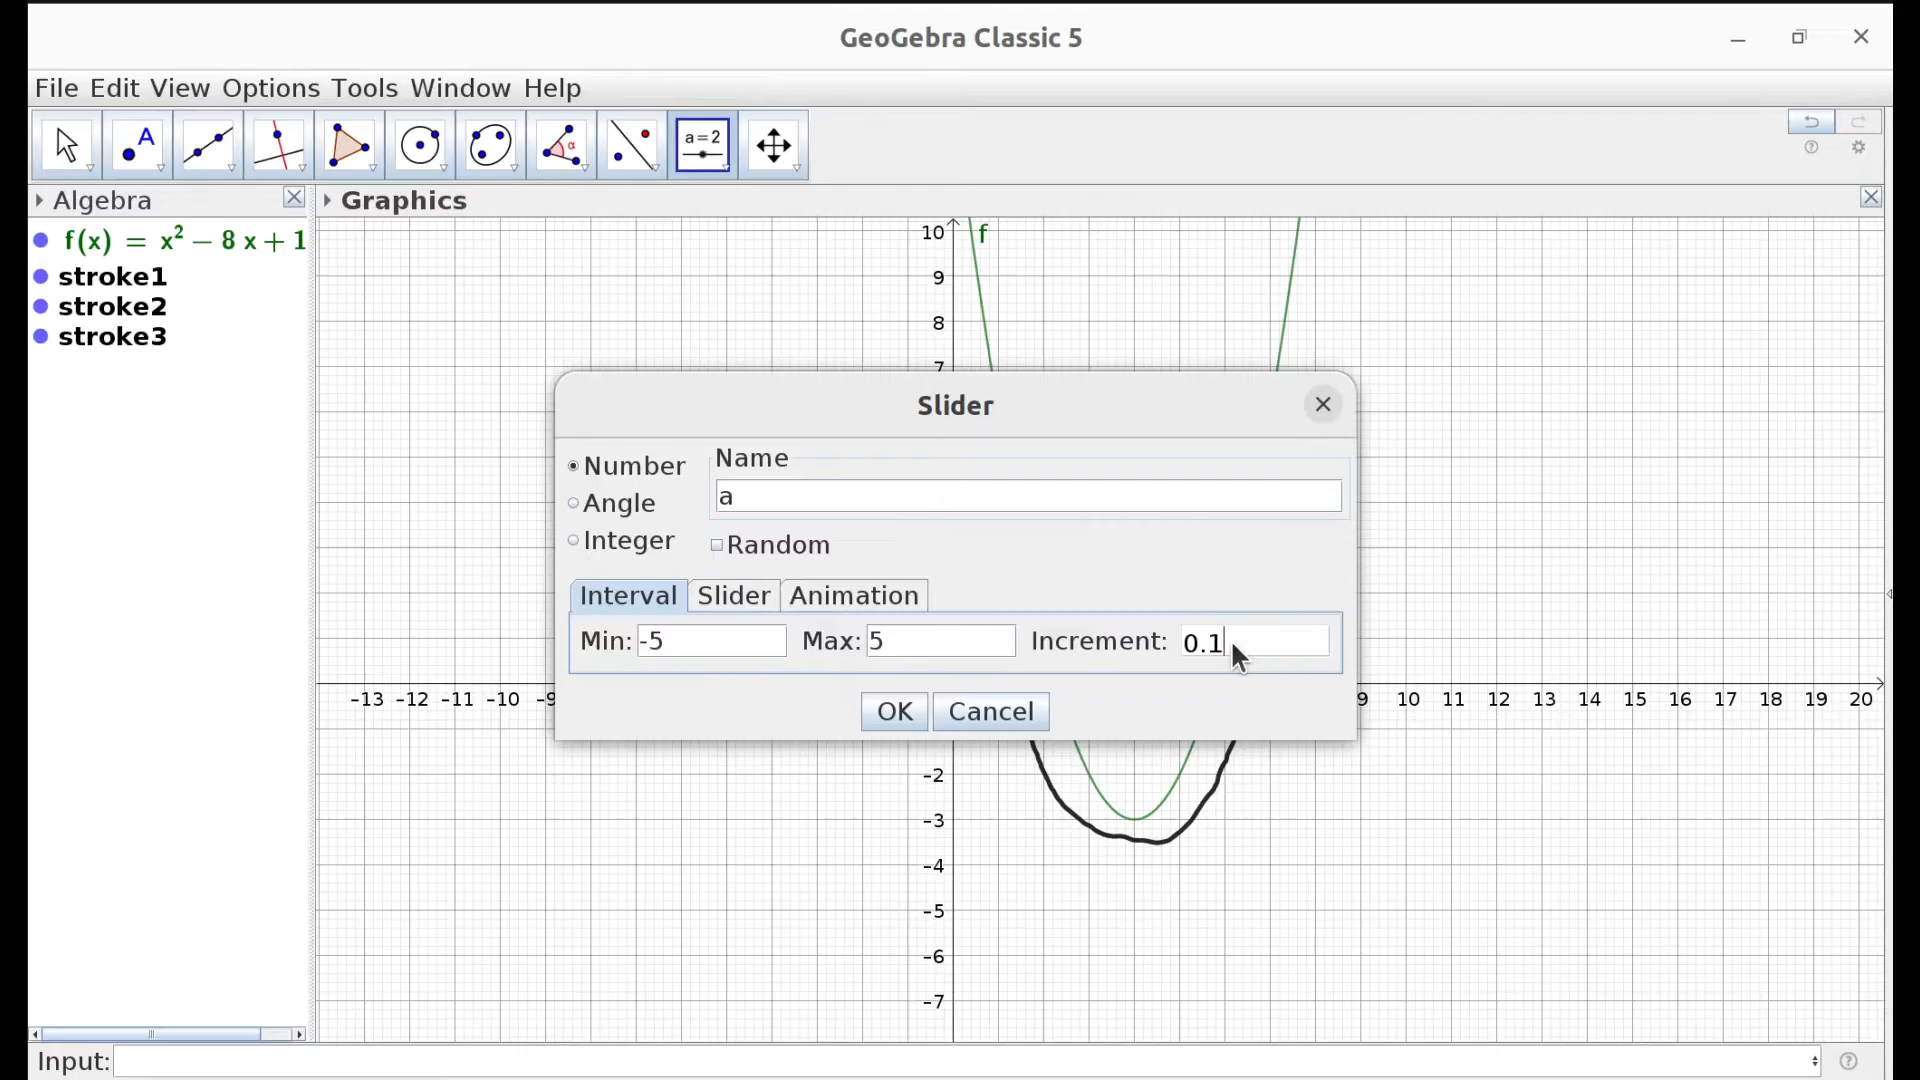 GeoGebra Classic 5
File Edit View Options Tools Window Help
A
α
a=2
Algebra
Graphics
f(x) = x² − 8 x + 1
stroke1
stroke2
stroke3
f
10
9
8
7
Slider
Number
Angle
Integer
Name
a
Random
Interval Slider Animation
Min: -5 Max: 5 Increment: 0.1
OK Cancel
-13 -12 -11 -10 -9 9 10 11 12 13 14 15 16 17 18 19 20
-2
-3
-4
-5
-6
-7
Input: